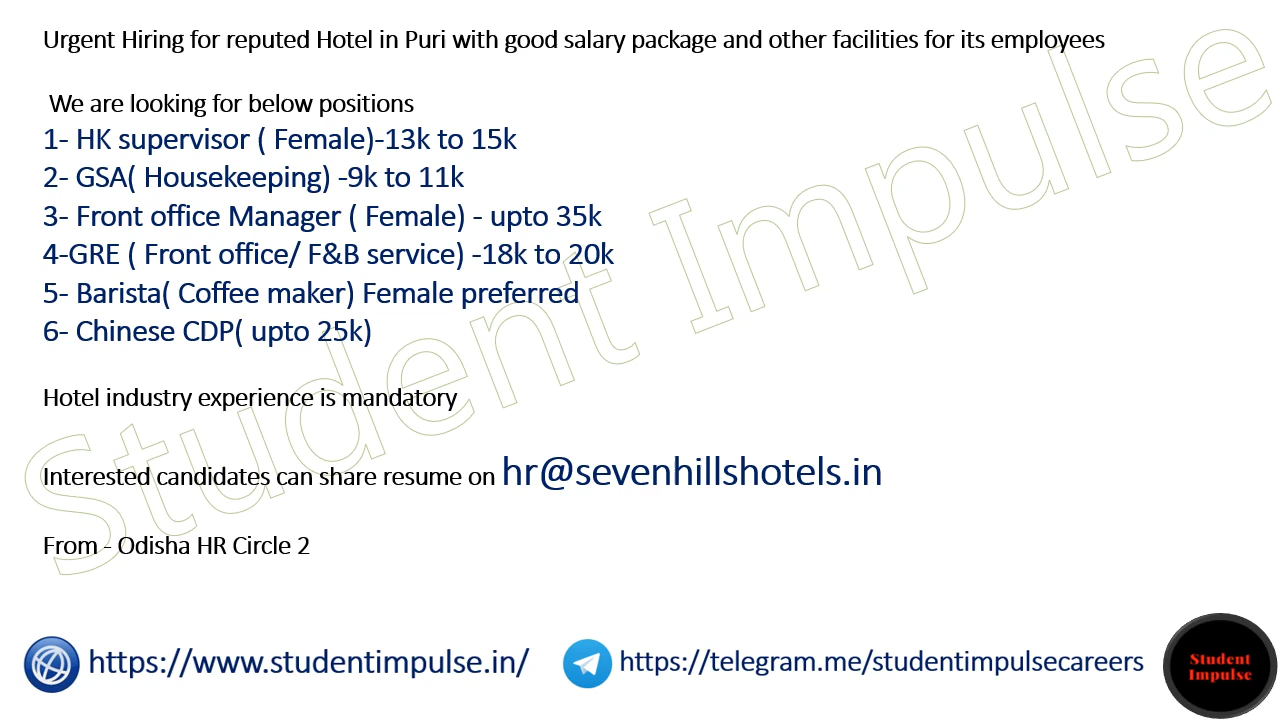 Urgent Hiring for reputed Hotel in Puri with good salary package and other facilities for its employees
We are looking for below positions
1- HK supervisor ( Female)-13k to 15k
2- GSA( Housekeeping) -9k to 11k
3- Front office Manager ( Female) - upto 35k
4-GRE ( Front office/ F&B service) -18k to 20k
5- Barista( Coffee maker) Female preferred
6- Chinese CDP( upto 25k)
Hotel industry experience is mandatory
Interested candidates can share resume on hr@sevenhillshotels.in
From - Odisha HR Circle 2
Student Impulse
https://www.studentimpulse.in/
https://telegram.me/studentimpulsecareers
Student
Impulse